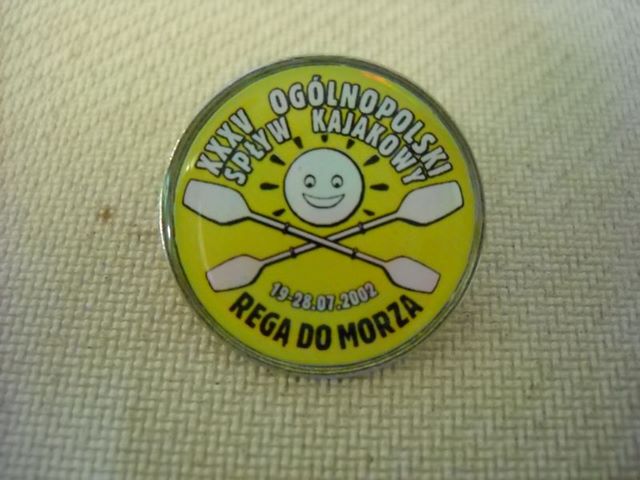 XXXV OGÓLNOPOLSKI
SPŁYW KAJAKOWY
19-28.07.2002
REGA DO MORZA